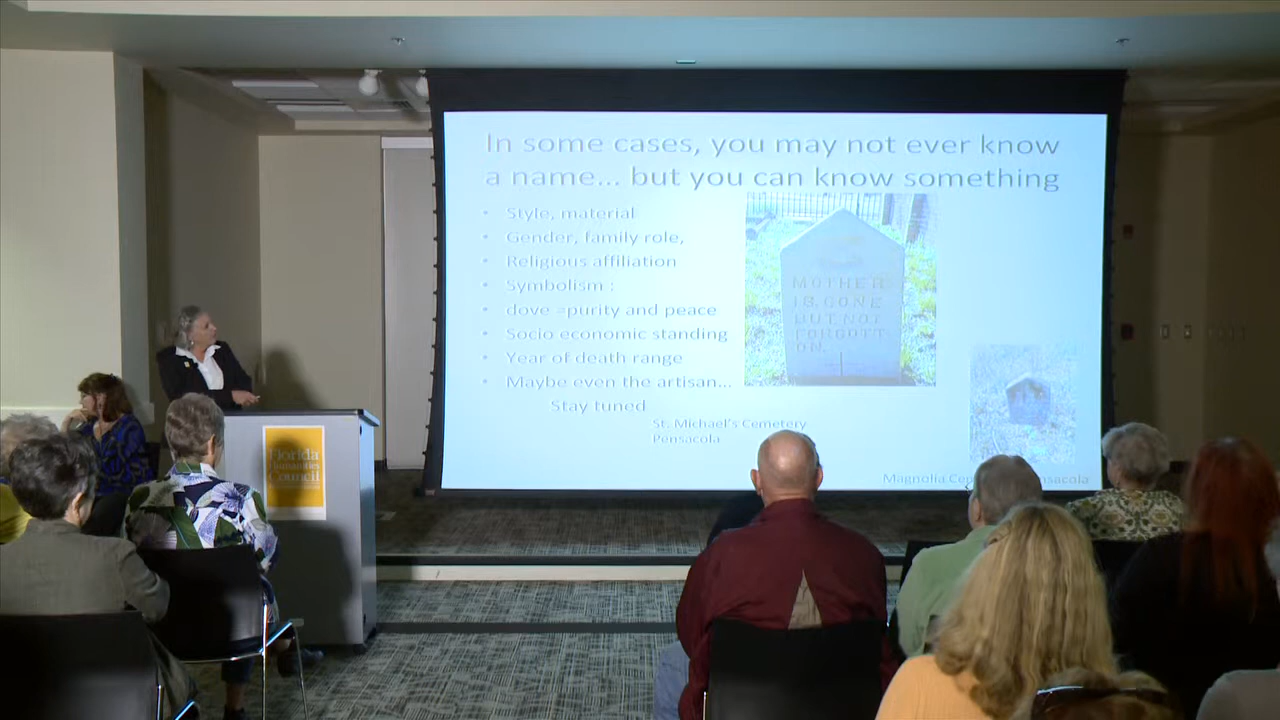 In some cases, you may not ever know
a name... but you can know something
• Style, material
• Gender, family role,
• Religious affiliation
• Symbolism :
• dove =purity and peace
• Socio economic standing
• Year of death range
• Maybe even the artisan...
Stay tuned
MOTHER
IS GONE
BUT NOT
FORGOTT
ON
St. Michael's Cemetery
Pensacola
Magnolia
Florida
Humanities
Council